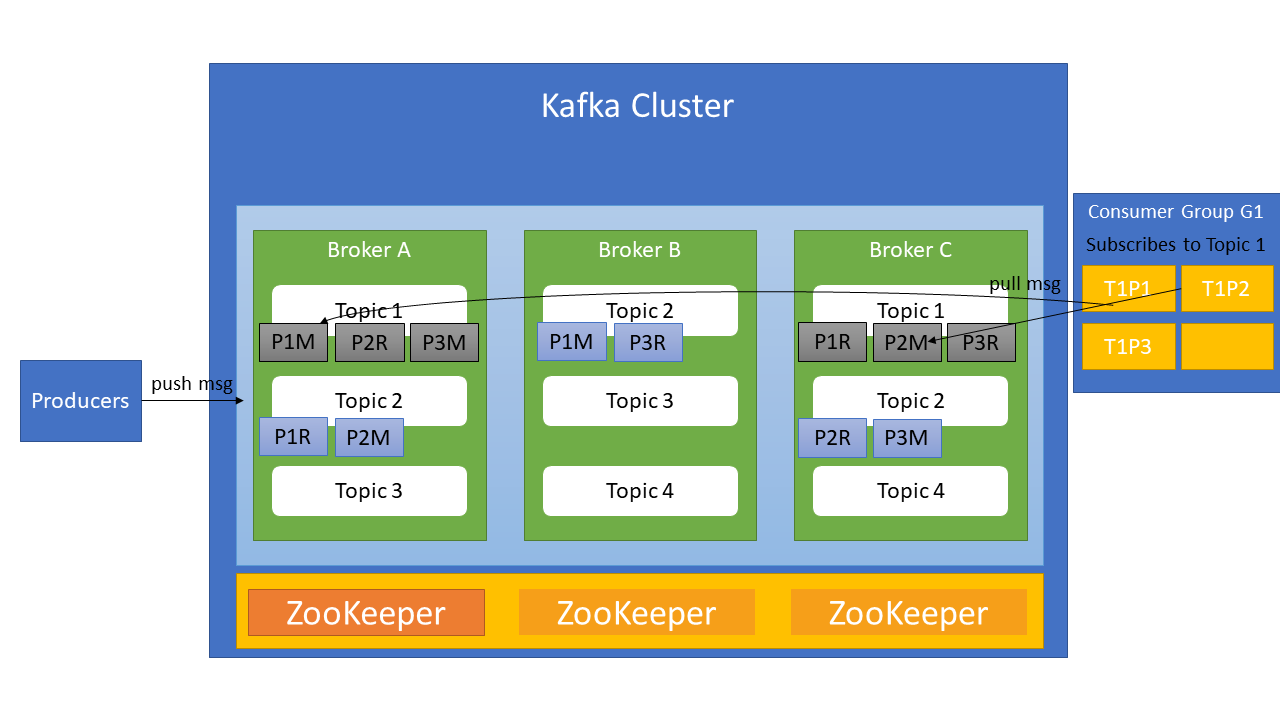 Kafka Cluster
Producers
push msg
Broker A
Topic 1
P1M P2R P3M
Topic 2
P1R P2M
Topic 3
Broker B
Topic 2
P1M P3R
Topic 3
Topic 4
Broker C
Topic 1
P1R P2M P3R
Topic 2
P2R P3M
Topic 4
pull msg
Consumer Group G1
Subscribes to Topic 1
T1P1 T1P2
T1P3
ZooKeeper ZooKeeper ZooKeeper